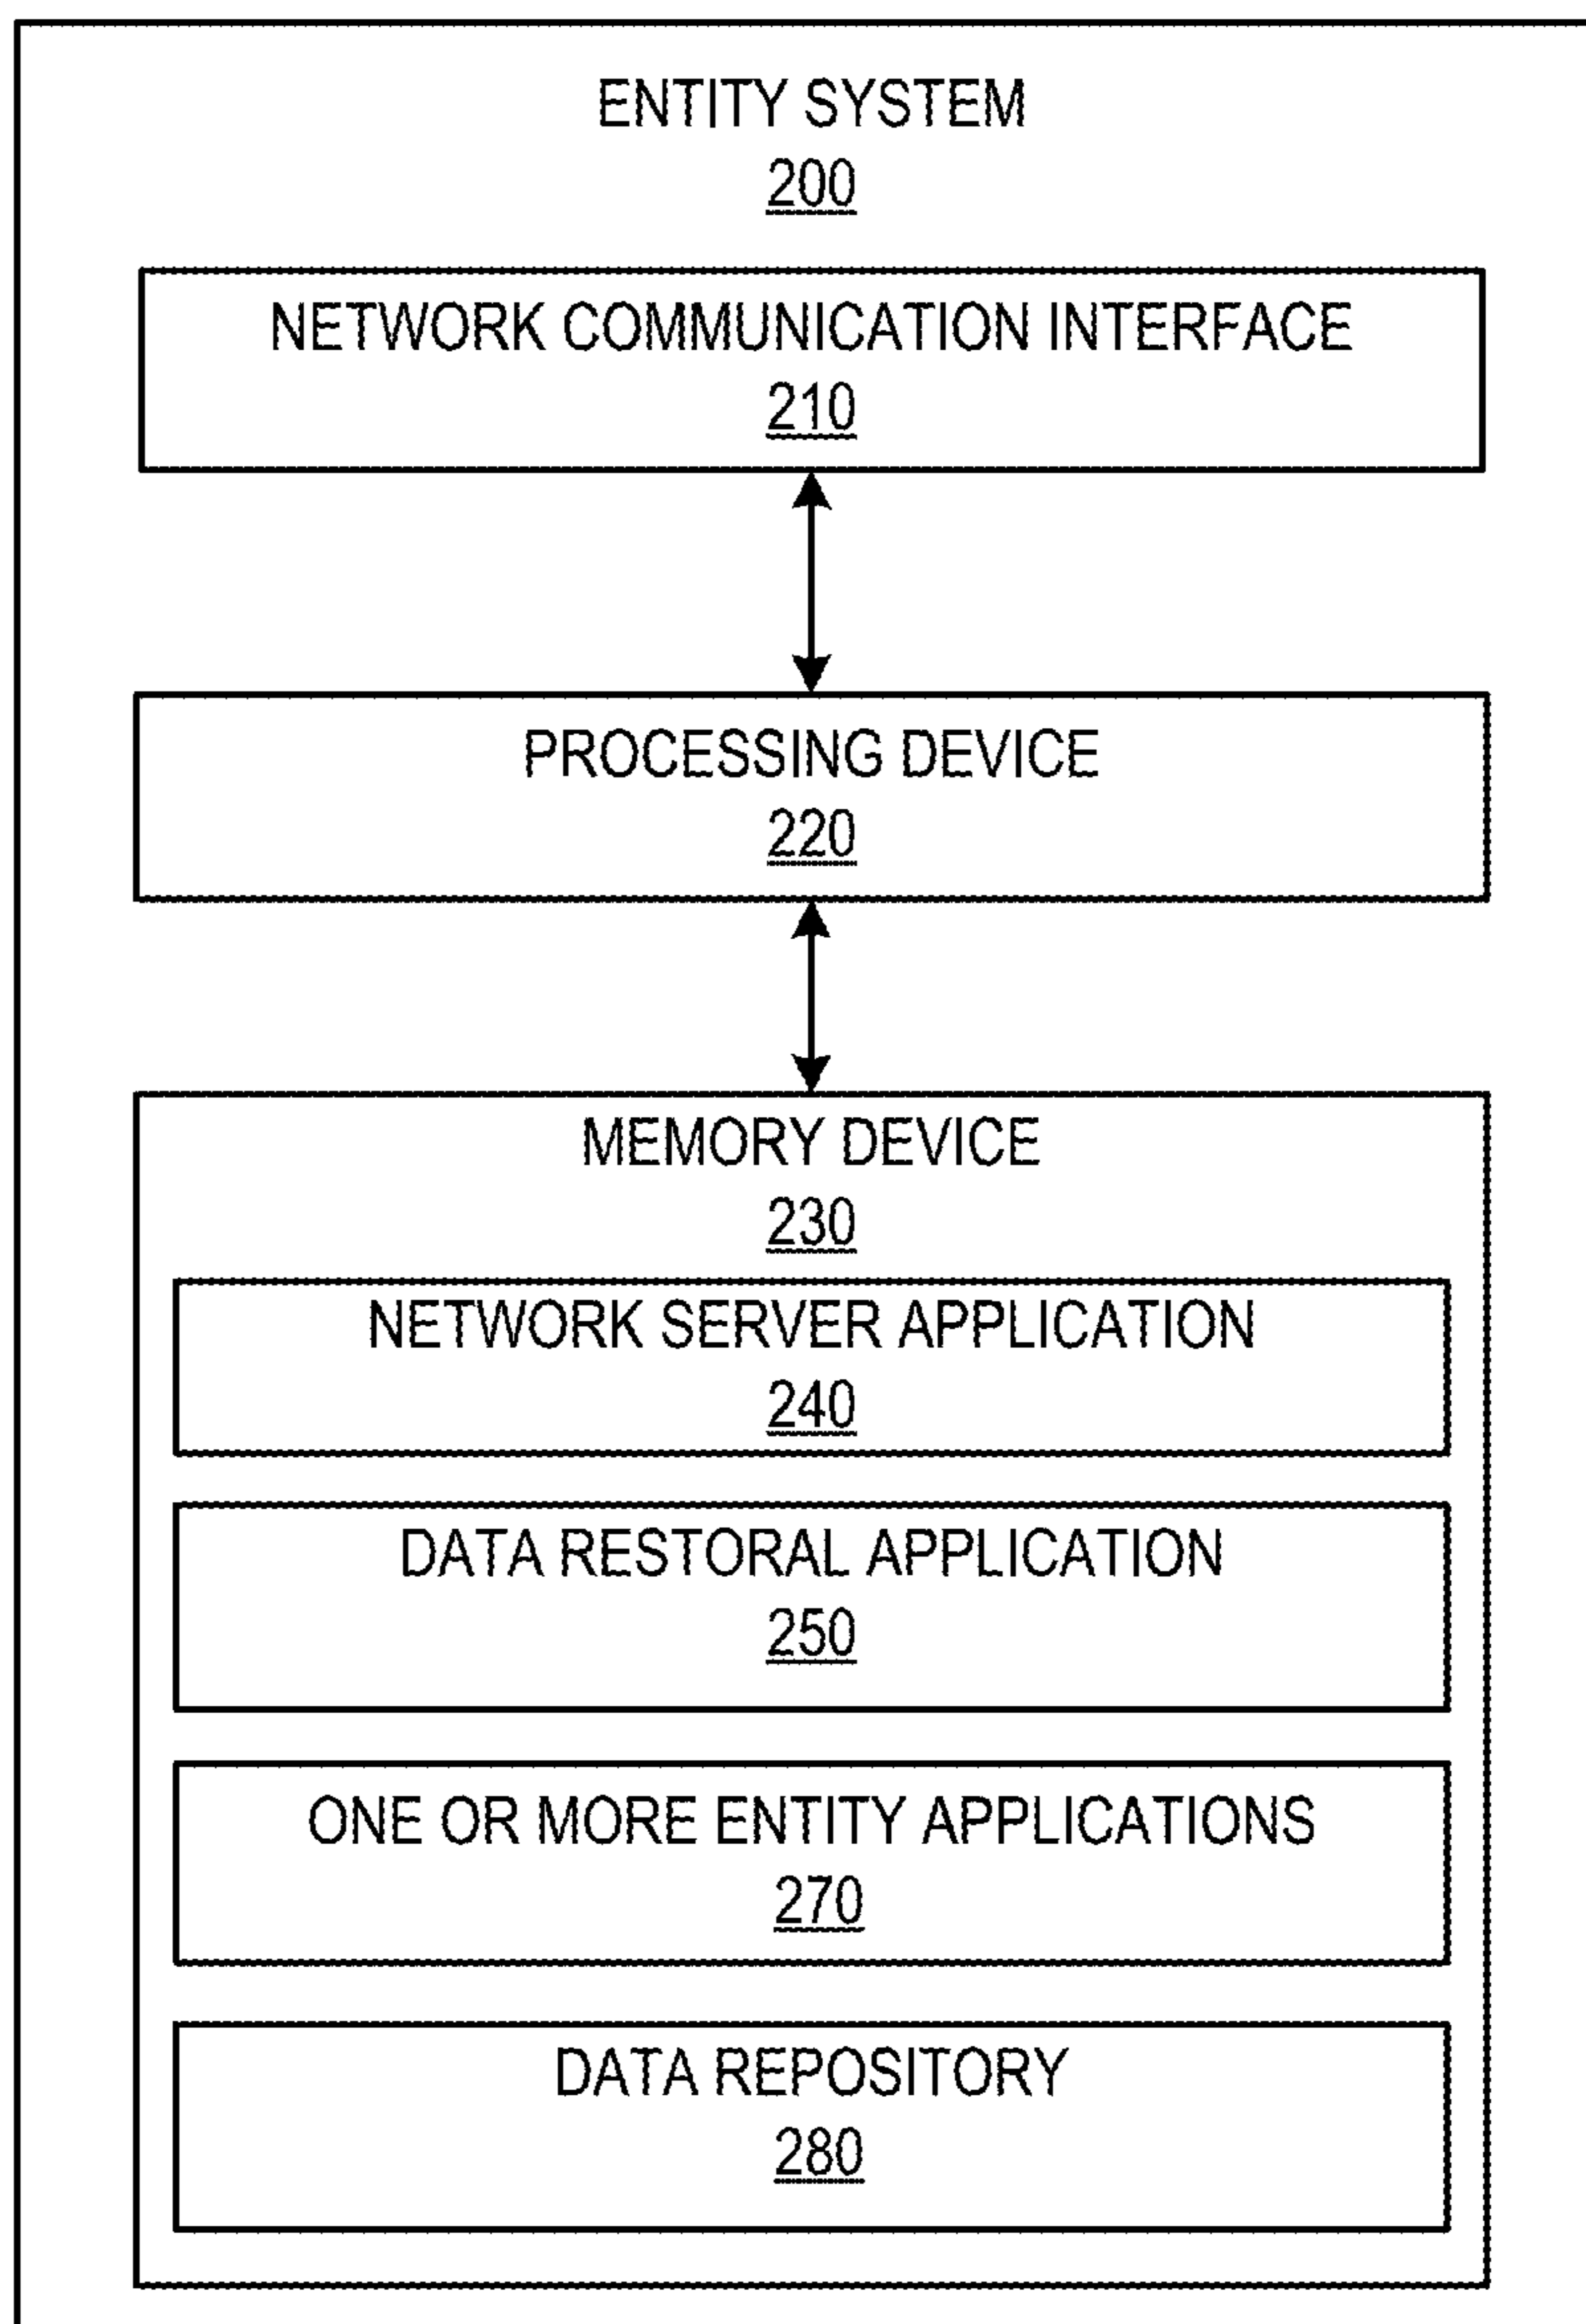 ENTITY SYSTEM
200
NETWORK COMMUNICATION INTERFACE
210
PROCESSING DEVICE
220
MEMORY DEVICE
230
NETWORK SERVER APPLICATION
240
DATA RESTORAL APPLICATION
250
ONE OR MORE ENTITY APPLICATIONS
270
DATA REPOSITORY
280